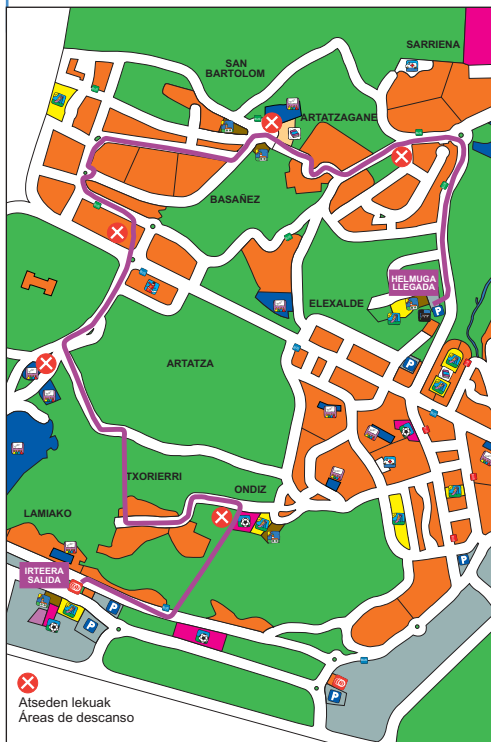 SARRIENA
SAN
BARTOLOM
ARTATZAGANE
BASAÑEZ
HELMUGA
LLEGADA
ELEXALDE
ARTATZA
TXORIERRI
ONDIZ
LAMIAKO
IRTEERA
SALIDA
P
P
P
P
P
P
Atseden lekuak
Áreas de descanso